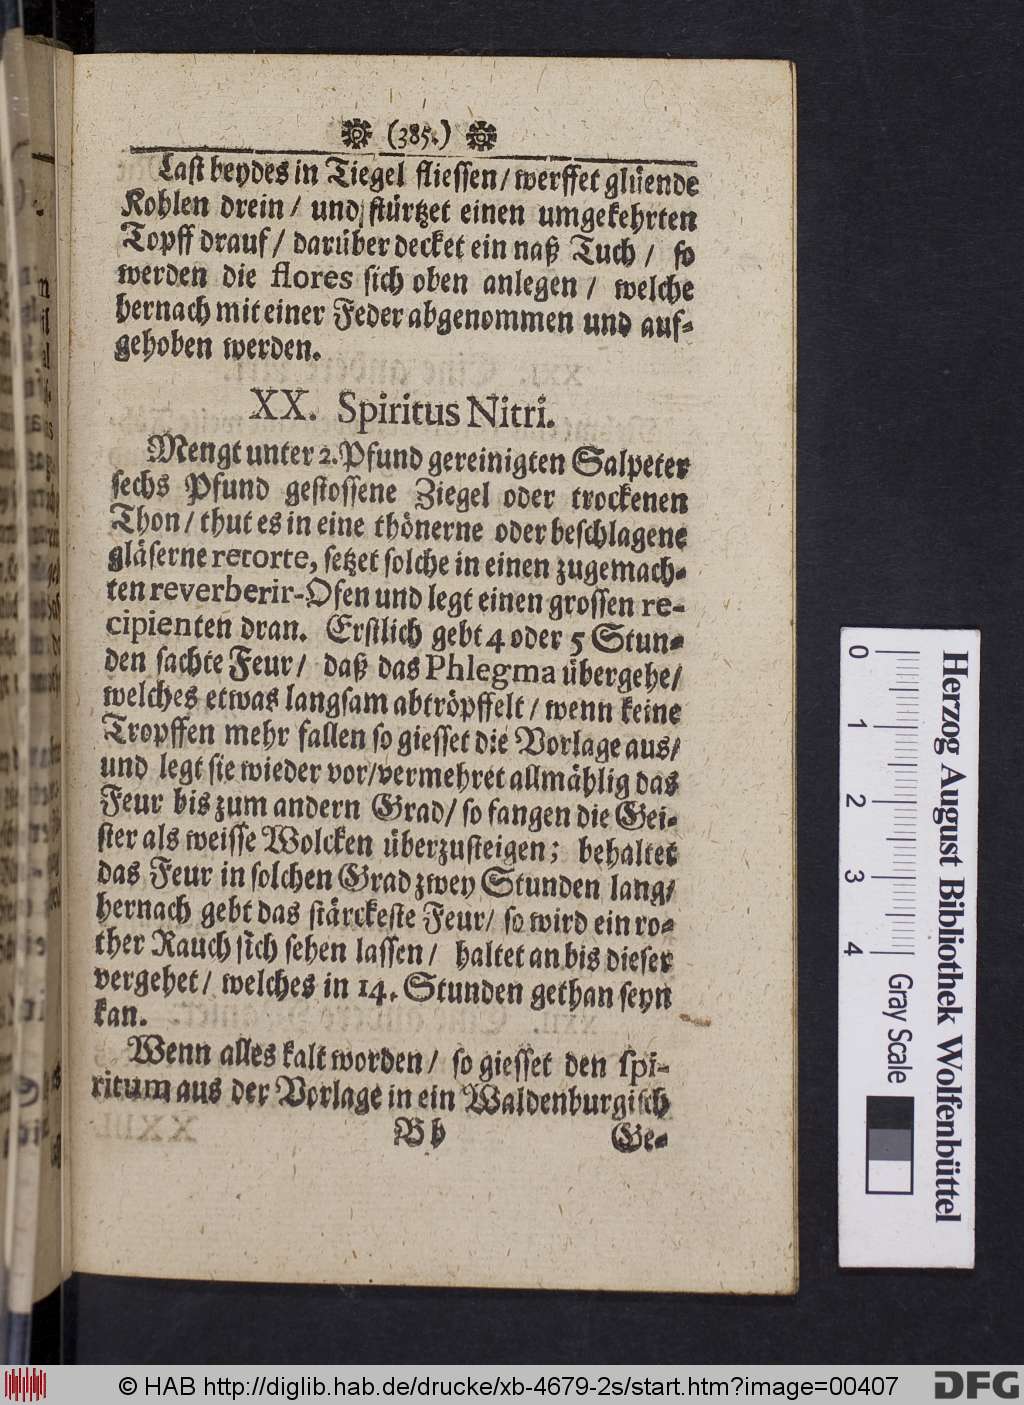 (385.)
Last beydes in Tiegel fliessen / werffet glüende
Kohlen drein / und stürtzet einen umgekehrten
Topff drauf / darüber decket ein naß Tuch / so
werden die flores sich oben anlegen / welche
hernach mit einer Feder abgenommen und auf-
gehoben werden.
XX. Spiritus Nitri.
Mengt unter 2. Pfund gereinigten Salpeter
sechs Pfund gestossene Ziegel oder trockenen
Thon / thut es in eine thönerne oder beschlagene
gläserne retorte, setzet solche in einen zugemach-
ten reverberir-Ofen und legt einen grossen re-
cipienten dran. Erstlich gebt 4 oder 5 Stun-
den sachte Feur / daß das Phlegma übergehe /
welches etwas langsam abtröpffelt / wenn keine
Tropffen mehr fallen so giesset die Vorlage aus /
und legt sie wieder vor / vermehret allmählig das
Feur bis zum andern Grad / so fangen die Gei-
ster als weisse Wolcken überzusteigen; behaltet
das Feur in solchen Grad zwey Stunden lang /
hernach gebt das stärckeste Feur / so wird ein ro-
ther Rauch sich sehen lassen / haltet an bis dieser
vergehet / welches in 14. Stunden gethan seyn
kan.
Wenn alles kalt worden / so giesset den spi-
ritum aus der Vorlage in ein Waldenburgisch
Bb Ge-
0 1 2 3 4
Herzog August Bibliothek Wolfenbüttel
Gray Scale
© HAB http://diglib.hab.de/drucke/xb-4679-2s/start.htm?image=00407
DFG